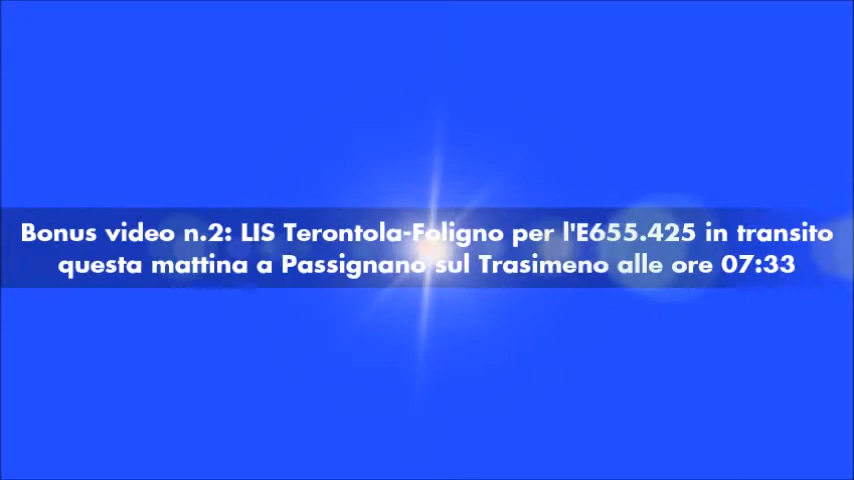 Bonus video n.2: LIS Terontola-Foligno per l'E655.425 in transito
questa mattina a Passignano sul Trasimeno alle ore 07:33